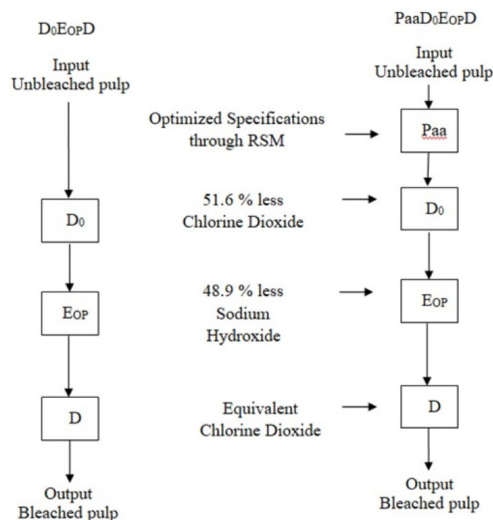 D₀EOPD
Input
Unbleached pulp
D₀
EOP
D
Output
Bleached pulp
PaaD₀EOPD
Input
Unbleached pulp
Optimized Specifications
through RSM
Paa
51.6 % less
Chlorine Dioxide
D₀
48.9 % less
Sodium
Hydroxide
EOP
Equivalent
Chlorine Dioxide
D
Output
Bleached pulp